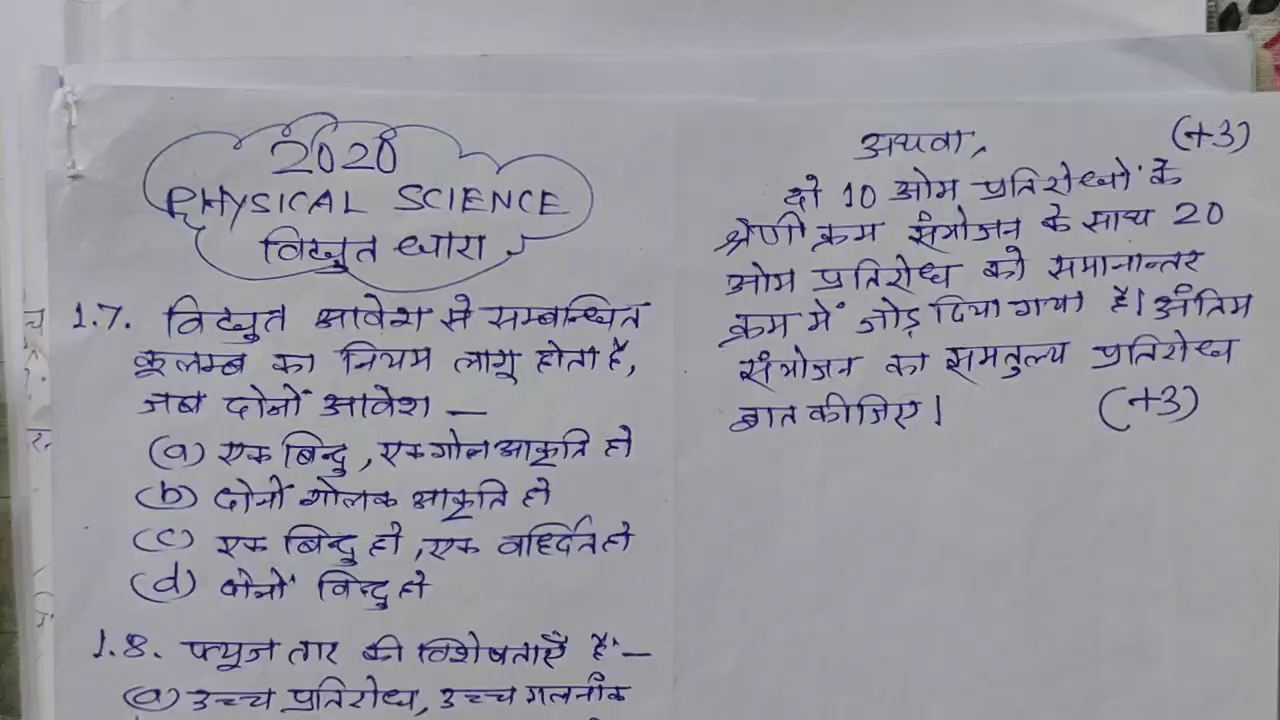 2020
PHYSICAL SCIENCE
विद्युत धारा
1.7. विद्युत आवेश से सम्बन्धित
कूलम्ब का नियम लागू होता है,
जब दोनों आवेश —
(a) एक बिन्दु, एक गोल आकृति हो
(b) दोनों गोलक आकृति हो
(c) एक बिन्दु हो, एक वर्द्धित हो
(d) दोनों विन्दु हो
1.8. फ्यूज तार की विशेषताएँ है —
(a) उच्च प्रतिरोध, उच्च गलनांक
अथवा, (+3)
दो 10 ओम प्रतिरोधों के
श्रेणी क्रम संयोजन के साथ 20
ओम प्रतिरोध को समानान्तर
क्रम में जोड़ दिया गया है। अंतिम
संयोजन का समतुल्य प्रतिरोध
ज्ञात कीजिए। (+3)